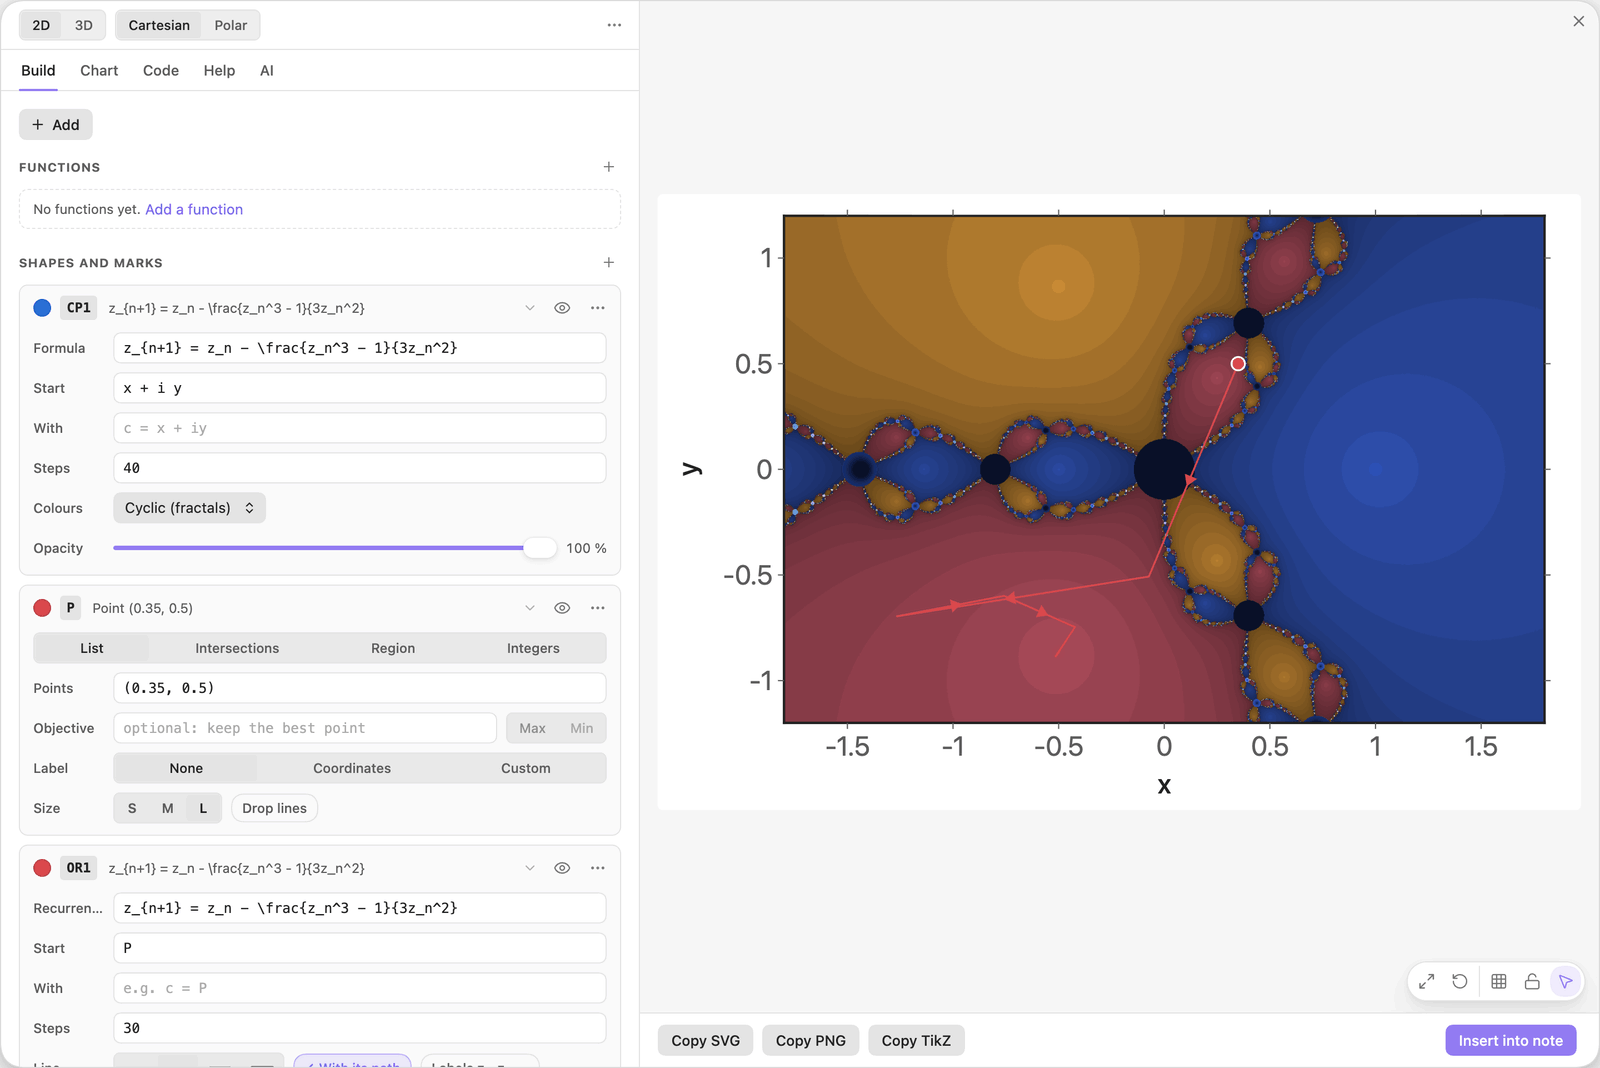 2D 3D Cartesian Polar
Build Chart Code Help AI
+ Add
FUNCTIONS
No functions yet. Add a function
SHAPES AND MARKS
CP1 z_{n+1} = z_n - \frac{z_n^3 - 1}{3z_n^2}
Formula z_{n+1} = z_n - \frac{z_n^3 - 1}{3z_n^2}
Start x + i y
With c = x + iy
Steps 40
Colours Cyclic (fractals)
Opacity 100 %
P Point (0.35, 0.5)
List Intersections Region Integers
Points (0.35, 0.5)
Objective optional: keep the best point Max Min
Label None Coordinates Custom
Size S M L Drop lines
OR1 z_{n+1} = z_n - \frac{z_n^3 - 1}{3z_n^2}
Recurren... z_{n+1} = z_n - \frac{z_n^3 - 1}{3z_n^2}
Start P
With e.g. c = P
Steps 30
Line With its path
1
0.5
0
-0.5
-1
y
-1.5 -1 -0.5 0 0.5 1 1.5
x
Copy SVG Copy PNG Copy TikZ Insert into note